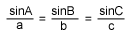 sinA/a = sinB/b = sinC/c